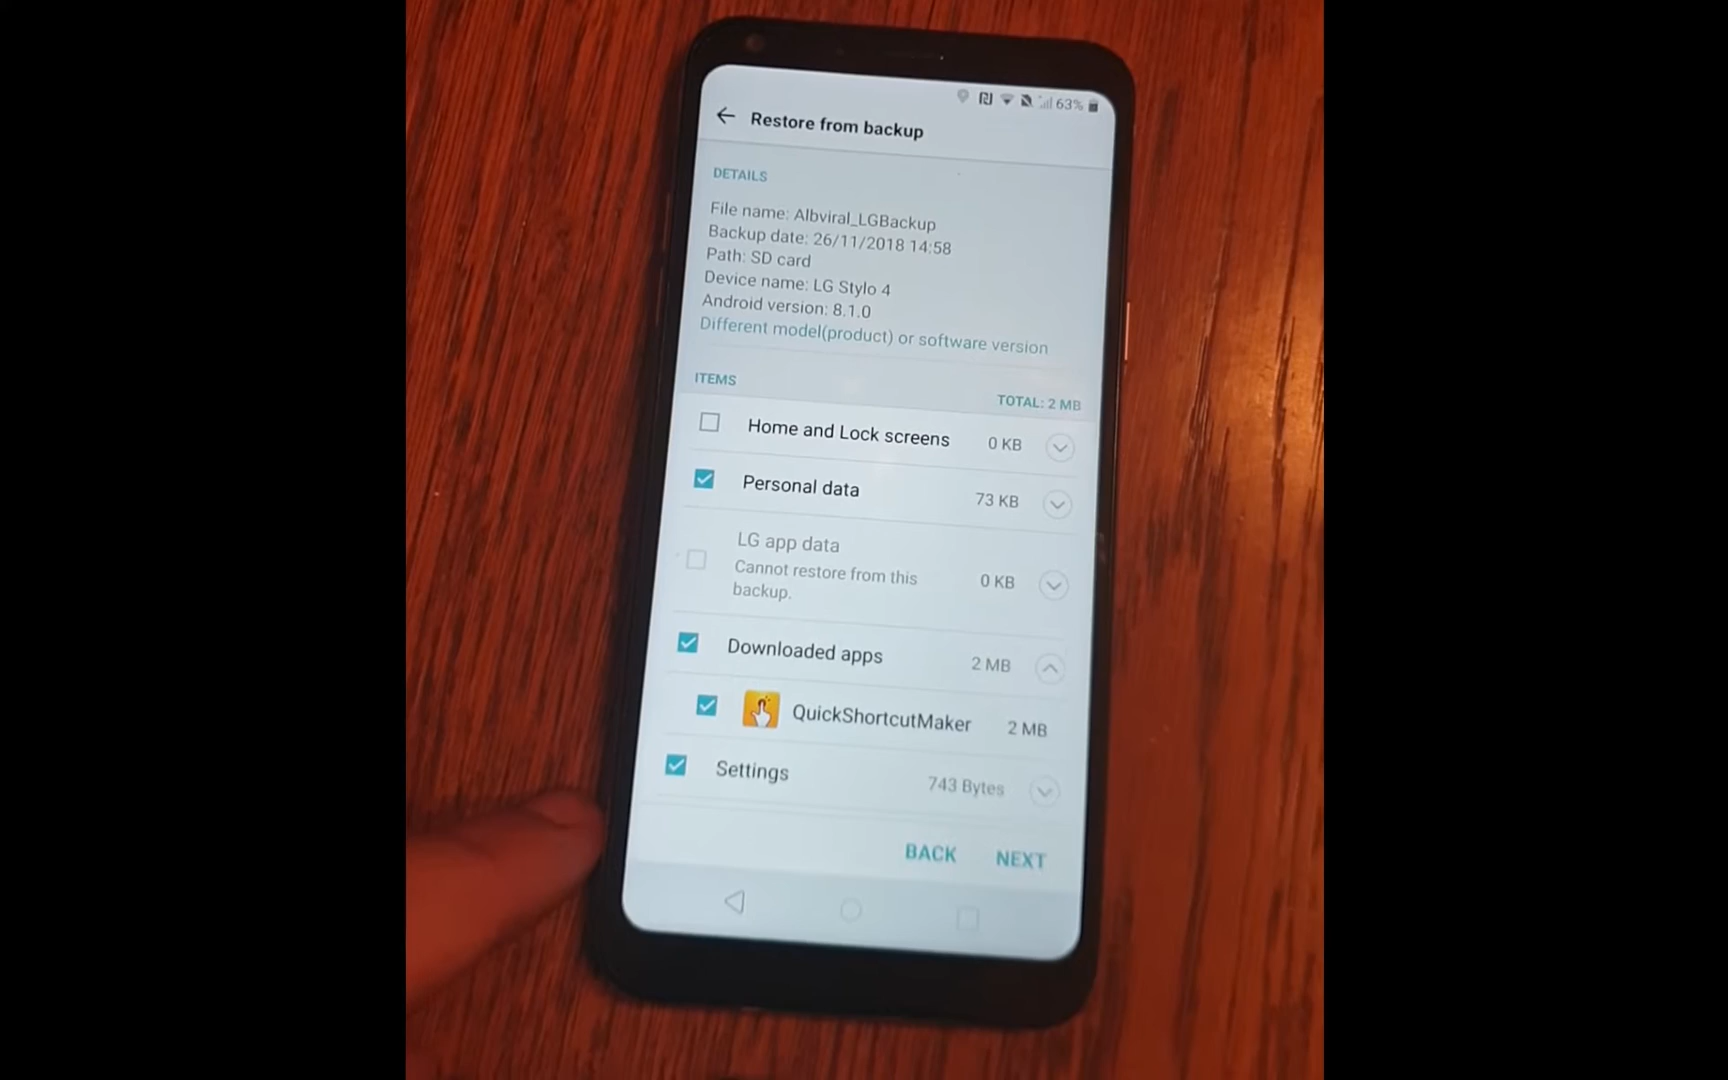 63%
Restore from backup
DETAILS
File name: Albviral_LGBackup
Backup date: 26/11/2018 14:58
Path: SD card
Device name: LG Stylo 4
Android version: 8.1.0
Different model(product) or software version
ITEMS
TOTAL: 2 MB
Home and Lock screens 0 KB
Personal data 73 KB
LG app data
Cannot restore from this 0 KB
backup.
Downloaded apps 2 MB
QuickShortcutMaker 2 MB
Settings 743 Bytes
BACK NEXT